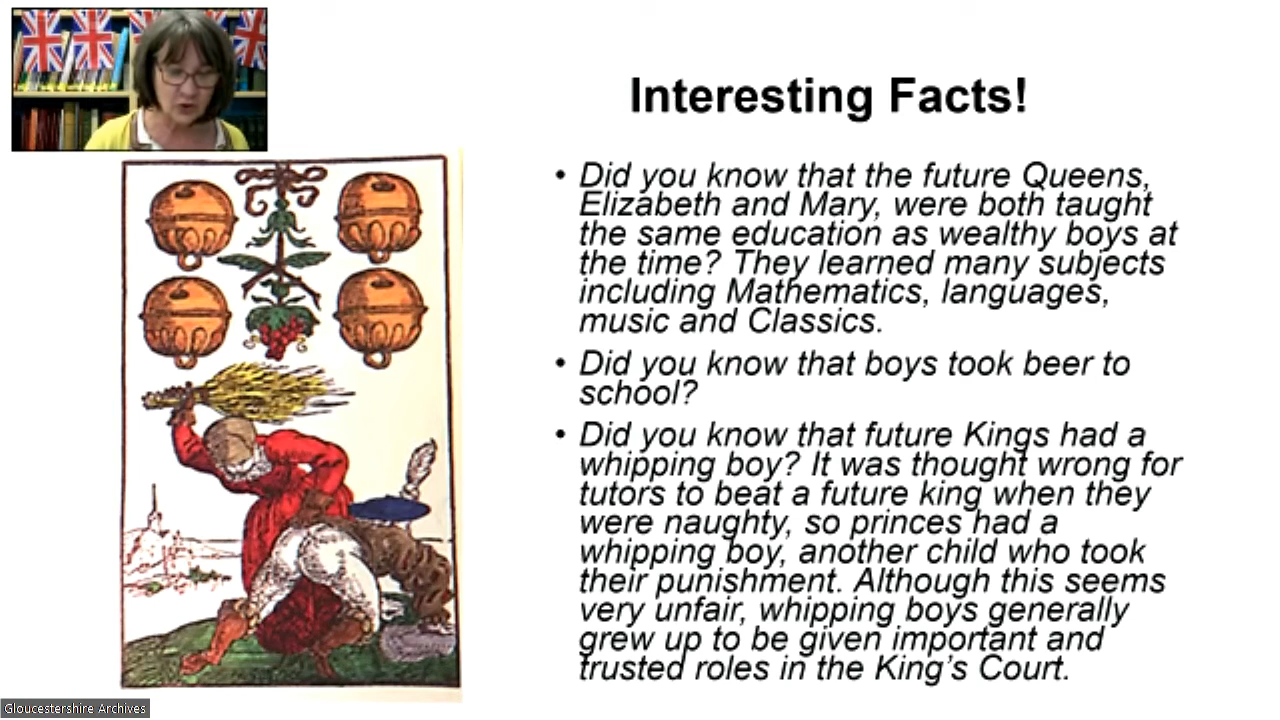 Interesting Facts!
• Did you know that the future Queens,
Elizabeth and Mary, were both taught
the same education as wealthy boys at
the time? They learned many subjects
including Mathematics, languages,
music and Classics.
• Did you know that boys took beer to
school?
• Did you know that future Kings had a
whipping boy? It was thought wrong for
tutors to beat a future king when they
were naughty, so princes had a
whipping boy, another child who took
their punishment. Although this seems
very unfair, whipping boys generally
grew up to be given important and
trusted roles in the King’s Court.
Gloucestershire Archives